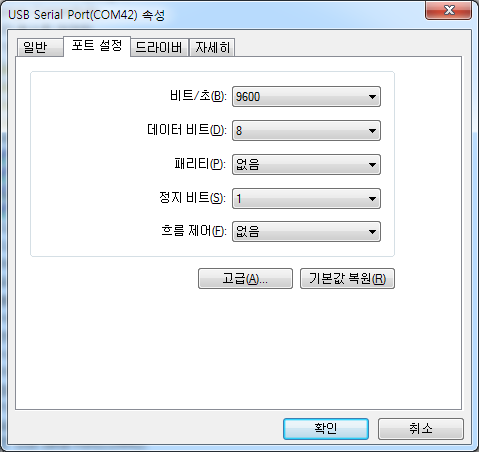 USB Serial Port(COM42) 속성
일반 포트 설정 드라이버 자세히
비트/초(B): 9600
데이터 비트(D): 8
패리티(P): 없음
정지 비트(S): 1
흐름 제어(F): 없음
고급(A)... 기본값 복원(R)
확인 취소